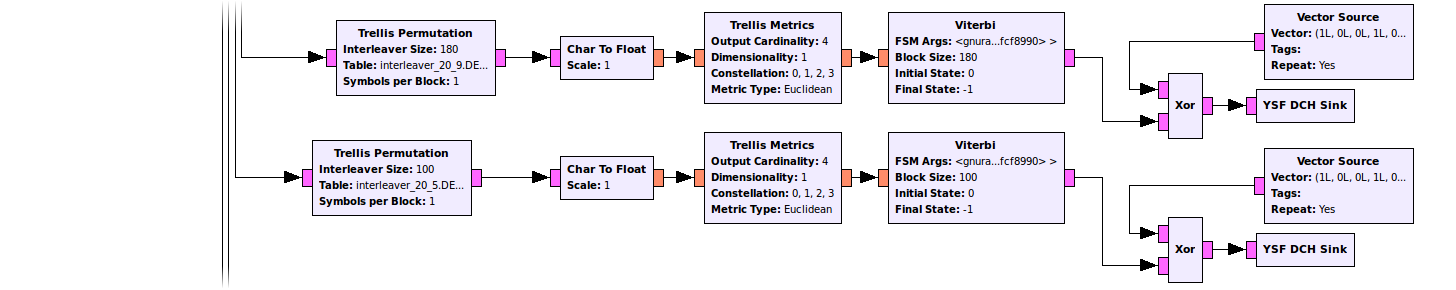 Trellis Permutation
Interleaver Size: 180
Table: interleaver_20_9.DE...
Symbols per Block: 1
Char To Float
Scale: 1
Trellis Metrics
Output Cardinality: 4
Dimensionality: 1
Constellation: 0, 1, 2, 3
Metric Type: Euclidean
Viterbi
FSM Args: <gnura...fcf8990> >
Block Size: 180
Initial State: 0
Final State: -1
Vector Source
Vector: (1L, 0L, 0L, 1L, 0...
Tags:
Repeat: Yes
Xor
YSF DCH Sink
Trellis Permutation
Interleaver Size: 100
Table: interleaver_20_5.DE...
Symbols per Block: 1
Char To Float
Scale: 1
Trellis Metrics
Output Cardinality: 4
Dimensionality: 1
Constellation: 0, 1, 2, 3
Metric Type: Euclidean
Viterbi
FSM Args: <gnura...fcf8990> >
Block Size: 100
Initial State: 0
Final State: -1
Vector Source
Vector: (1L, 0L, 0L, 1L, 0...
Tags:
Repeat: Yes
Xor
YSF DCH Sink